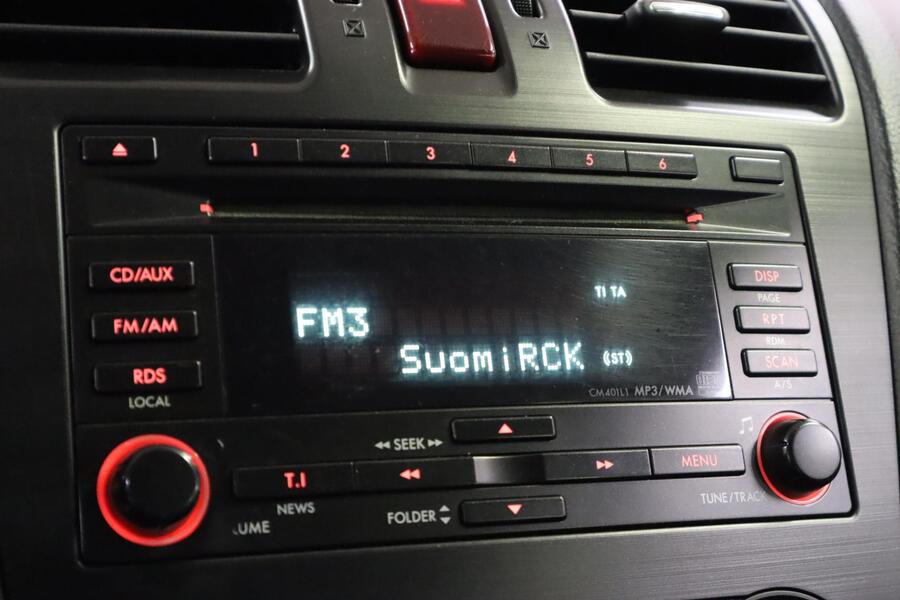 1 2 3 4 5 6
CD/AUX
FM/AM
RDS
LOCAL
TI TA
FM3
SuomiRCK ((ST))
CM401L1 MP3/WMA
DISP
PAGE
RPT
RDM
SCAN
A/S
SEEK
T.I
NEWS
MENU
UME
FOLDER
TUNE/TRACK